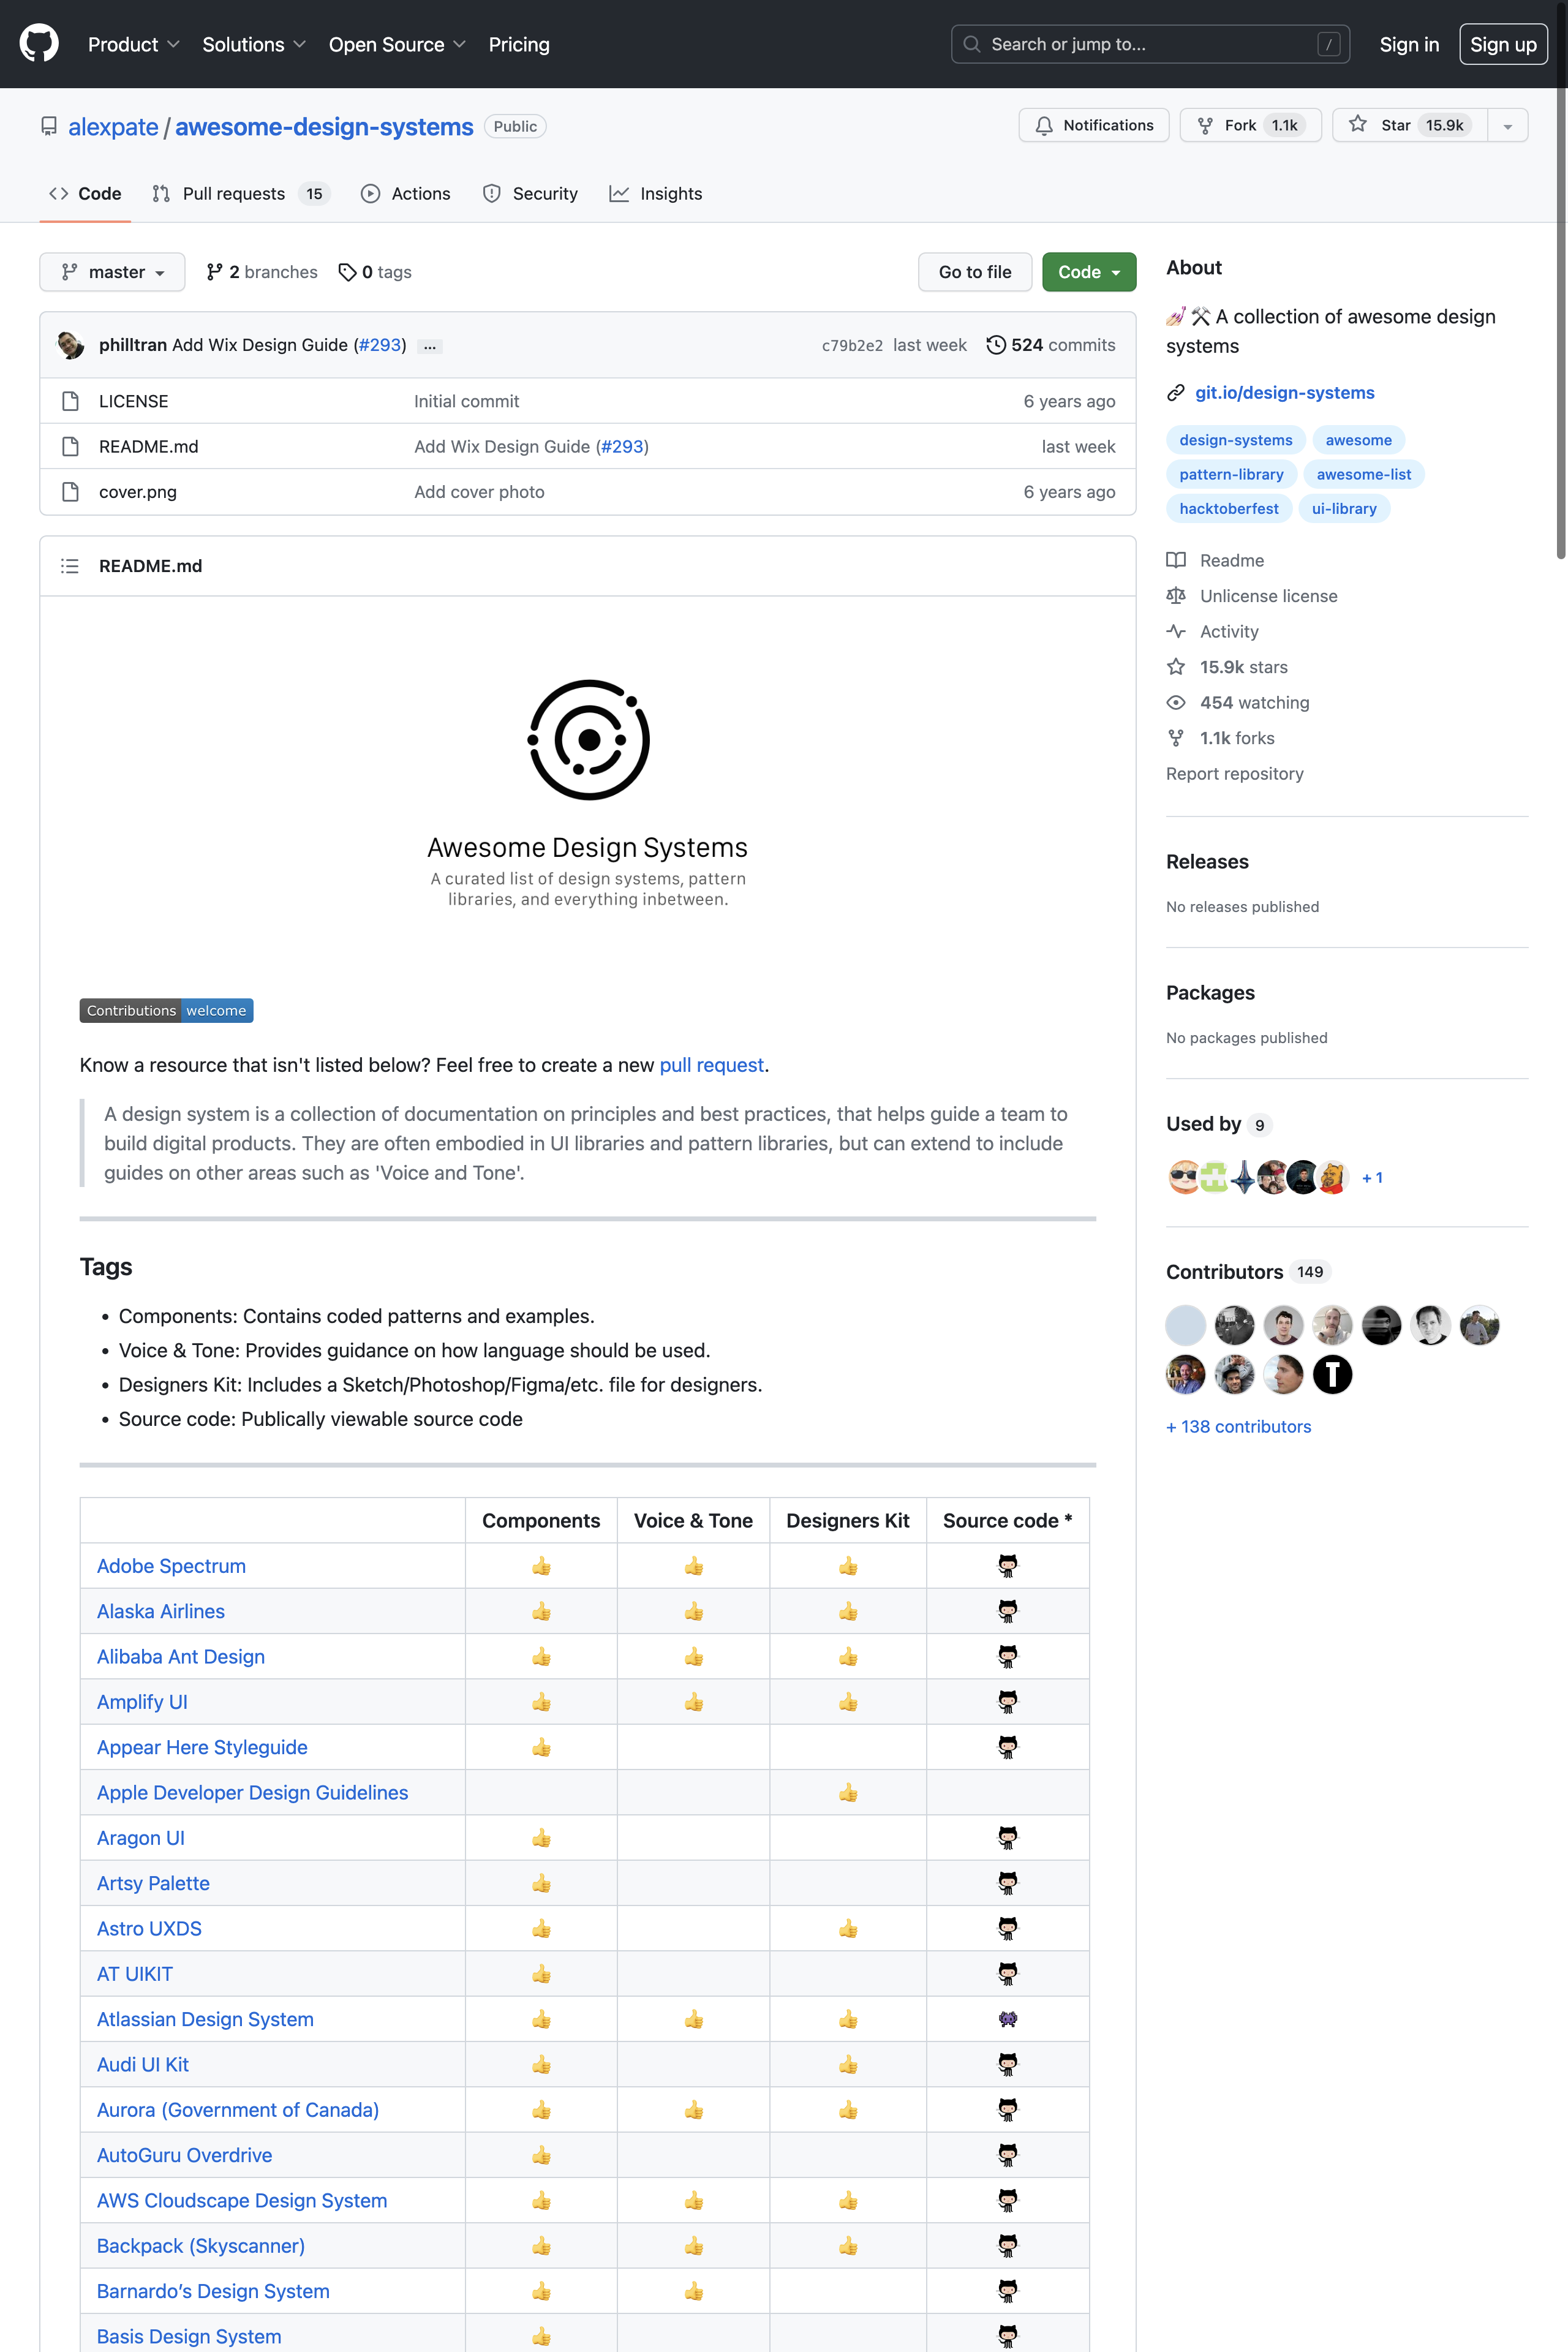 Product Solutions Open Source Pricing Search or jump to... / Sign in Sign up
alexpate / awesome-design-systems Public Notifications Fork 1.1k Star 15.9k
Code Pull requests 15 Actions Security Insights
master 2 branches 0 tags Go to file Code
philltran Add Wix Design Guide (#293) ... c79b2e2 last week 524 commits
LICENSE Initial commit 6 years ago
README.md Add Wix Design Guide (#293) last week
cover.png Add cover photo 6 years ago
README.md
Awesome Design Systems
A curated list of design systems, pattern
libraries, and everything inbetween.
Contributions welcome
Know a resource that isn't listed below? Feel free to create a new pull request.
A design system is a collection of documentation on principles and best practices, that helps guide a team to
build digital products. They are often embodied in UI libraries and pattern libraries, but can extend to include
guides on other areas such as 'Voice and Tone'.
Tags
• Components: Contains coded patterns and examples.
• Voice & Tone: Provides guidance on how language should be used.
• Designers Kit: Includes a Sketch/Photoshop/Figma/etc. file for designers.
• Source code: Publically viewable source code
Components Voice & Tone Designers Kit Source code *
Adobe Spectrum 👍 👍 👍
Alaska Airlines 👍 👍 👍
Alibaba Ant Design 👍 👍 👍
Amplify UI 👍 👍 👍
Appear Here Styleguide 👍
Apple Developer Design Guidelines 👍
Aragon UI 👍
Artsy Palette 👍
Astro UXDS 👍 👍
AT UIKIT 👍
Atlassian Design System 👍 👍 👍 👾
Audi UI Kit 👍 👍
Aurora (Government of Canada) 👍 👍 👍
AutoGuru Overdrive 👍
AWS Cloudscape Design System 👍 👍 👍
Backpack (Skyscanner) 👍 👍 👍
Barnardo’s Design System 👍 👍
Basis Design System 👍
About
💅🏻 ⚒️ A collection of awesome design
systems
git.io/design-systems
design-systems awesome
pattern-library awesome-list
hacktoberfest ui-library
Readme
Unlicense license
Activity
15.9k stars
454 watching
1.1k forks
Report repository
Releases
No releases published
Packages
No packages published
Used by 9
+ 1
Contributors 149
T
+ 138 contributors